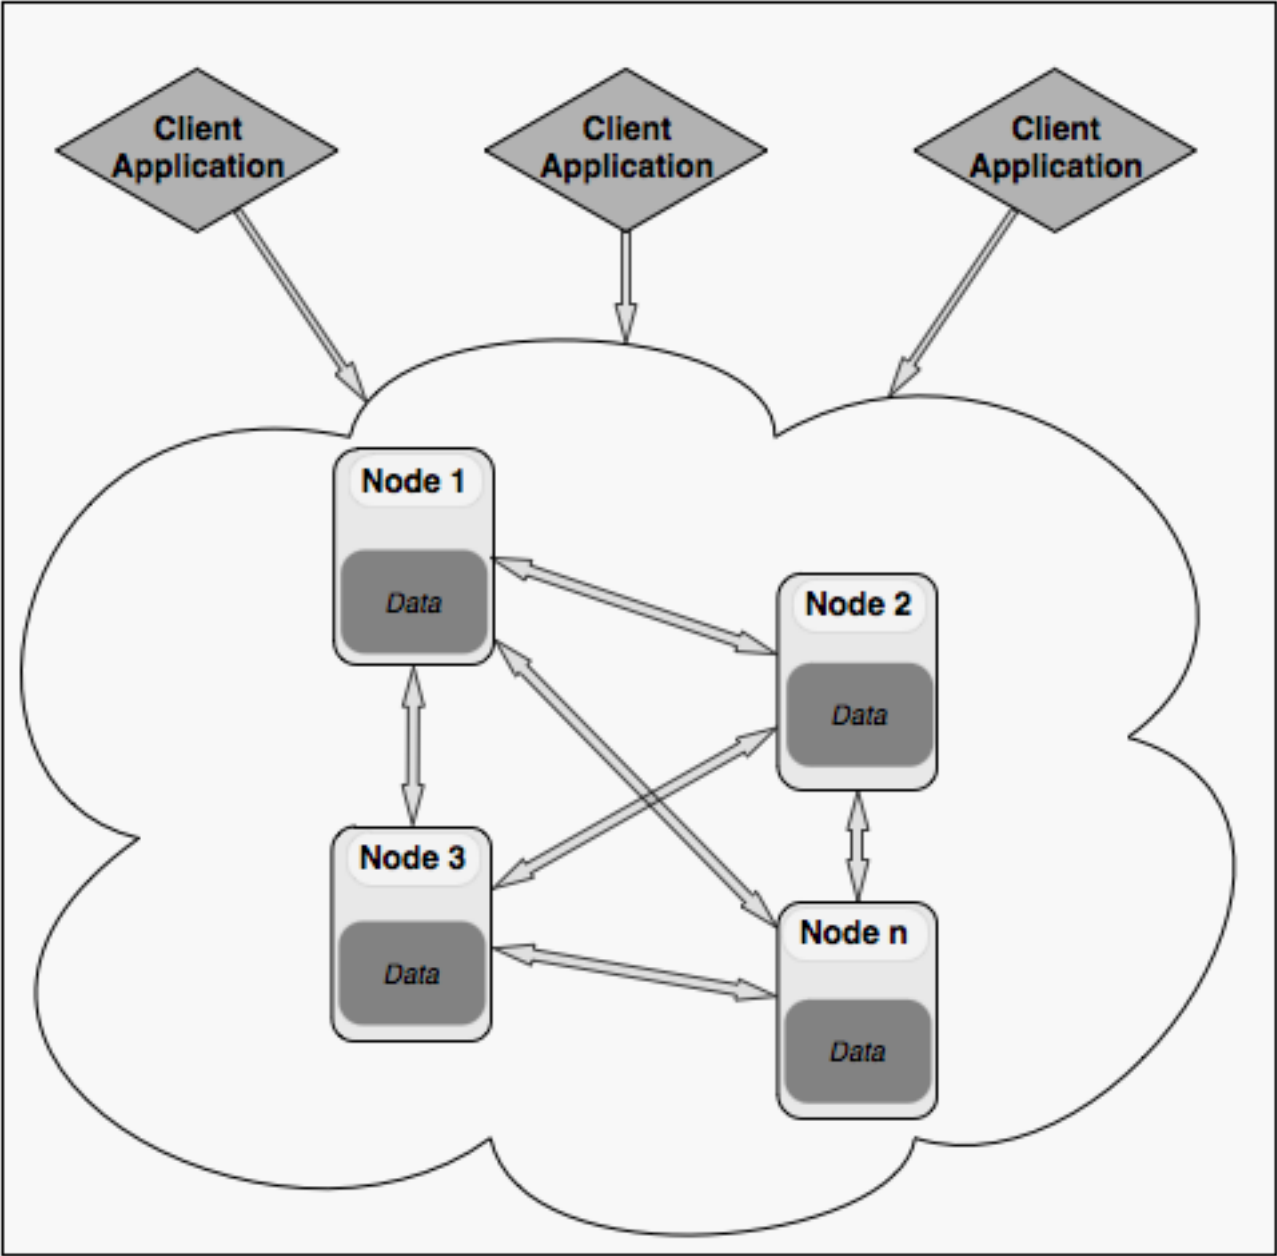 Client
Application
Client
Application
Client
Application
Node 1
Data
Node 2
Data
Node 3
Data
Node n
Data